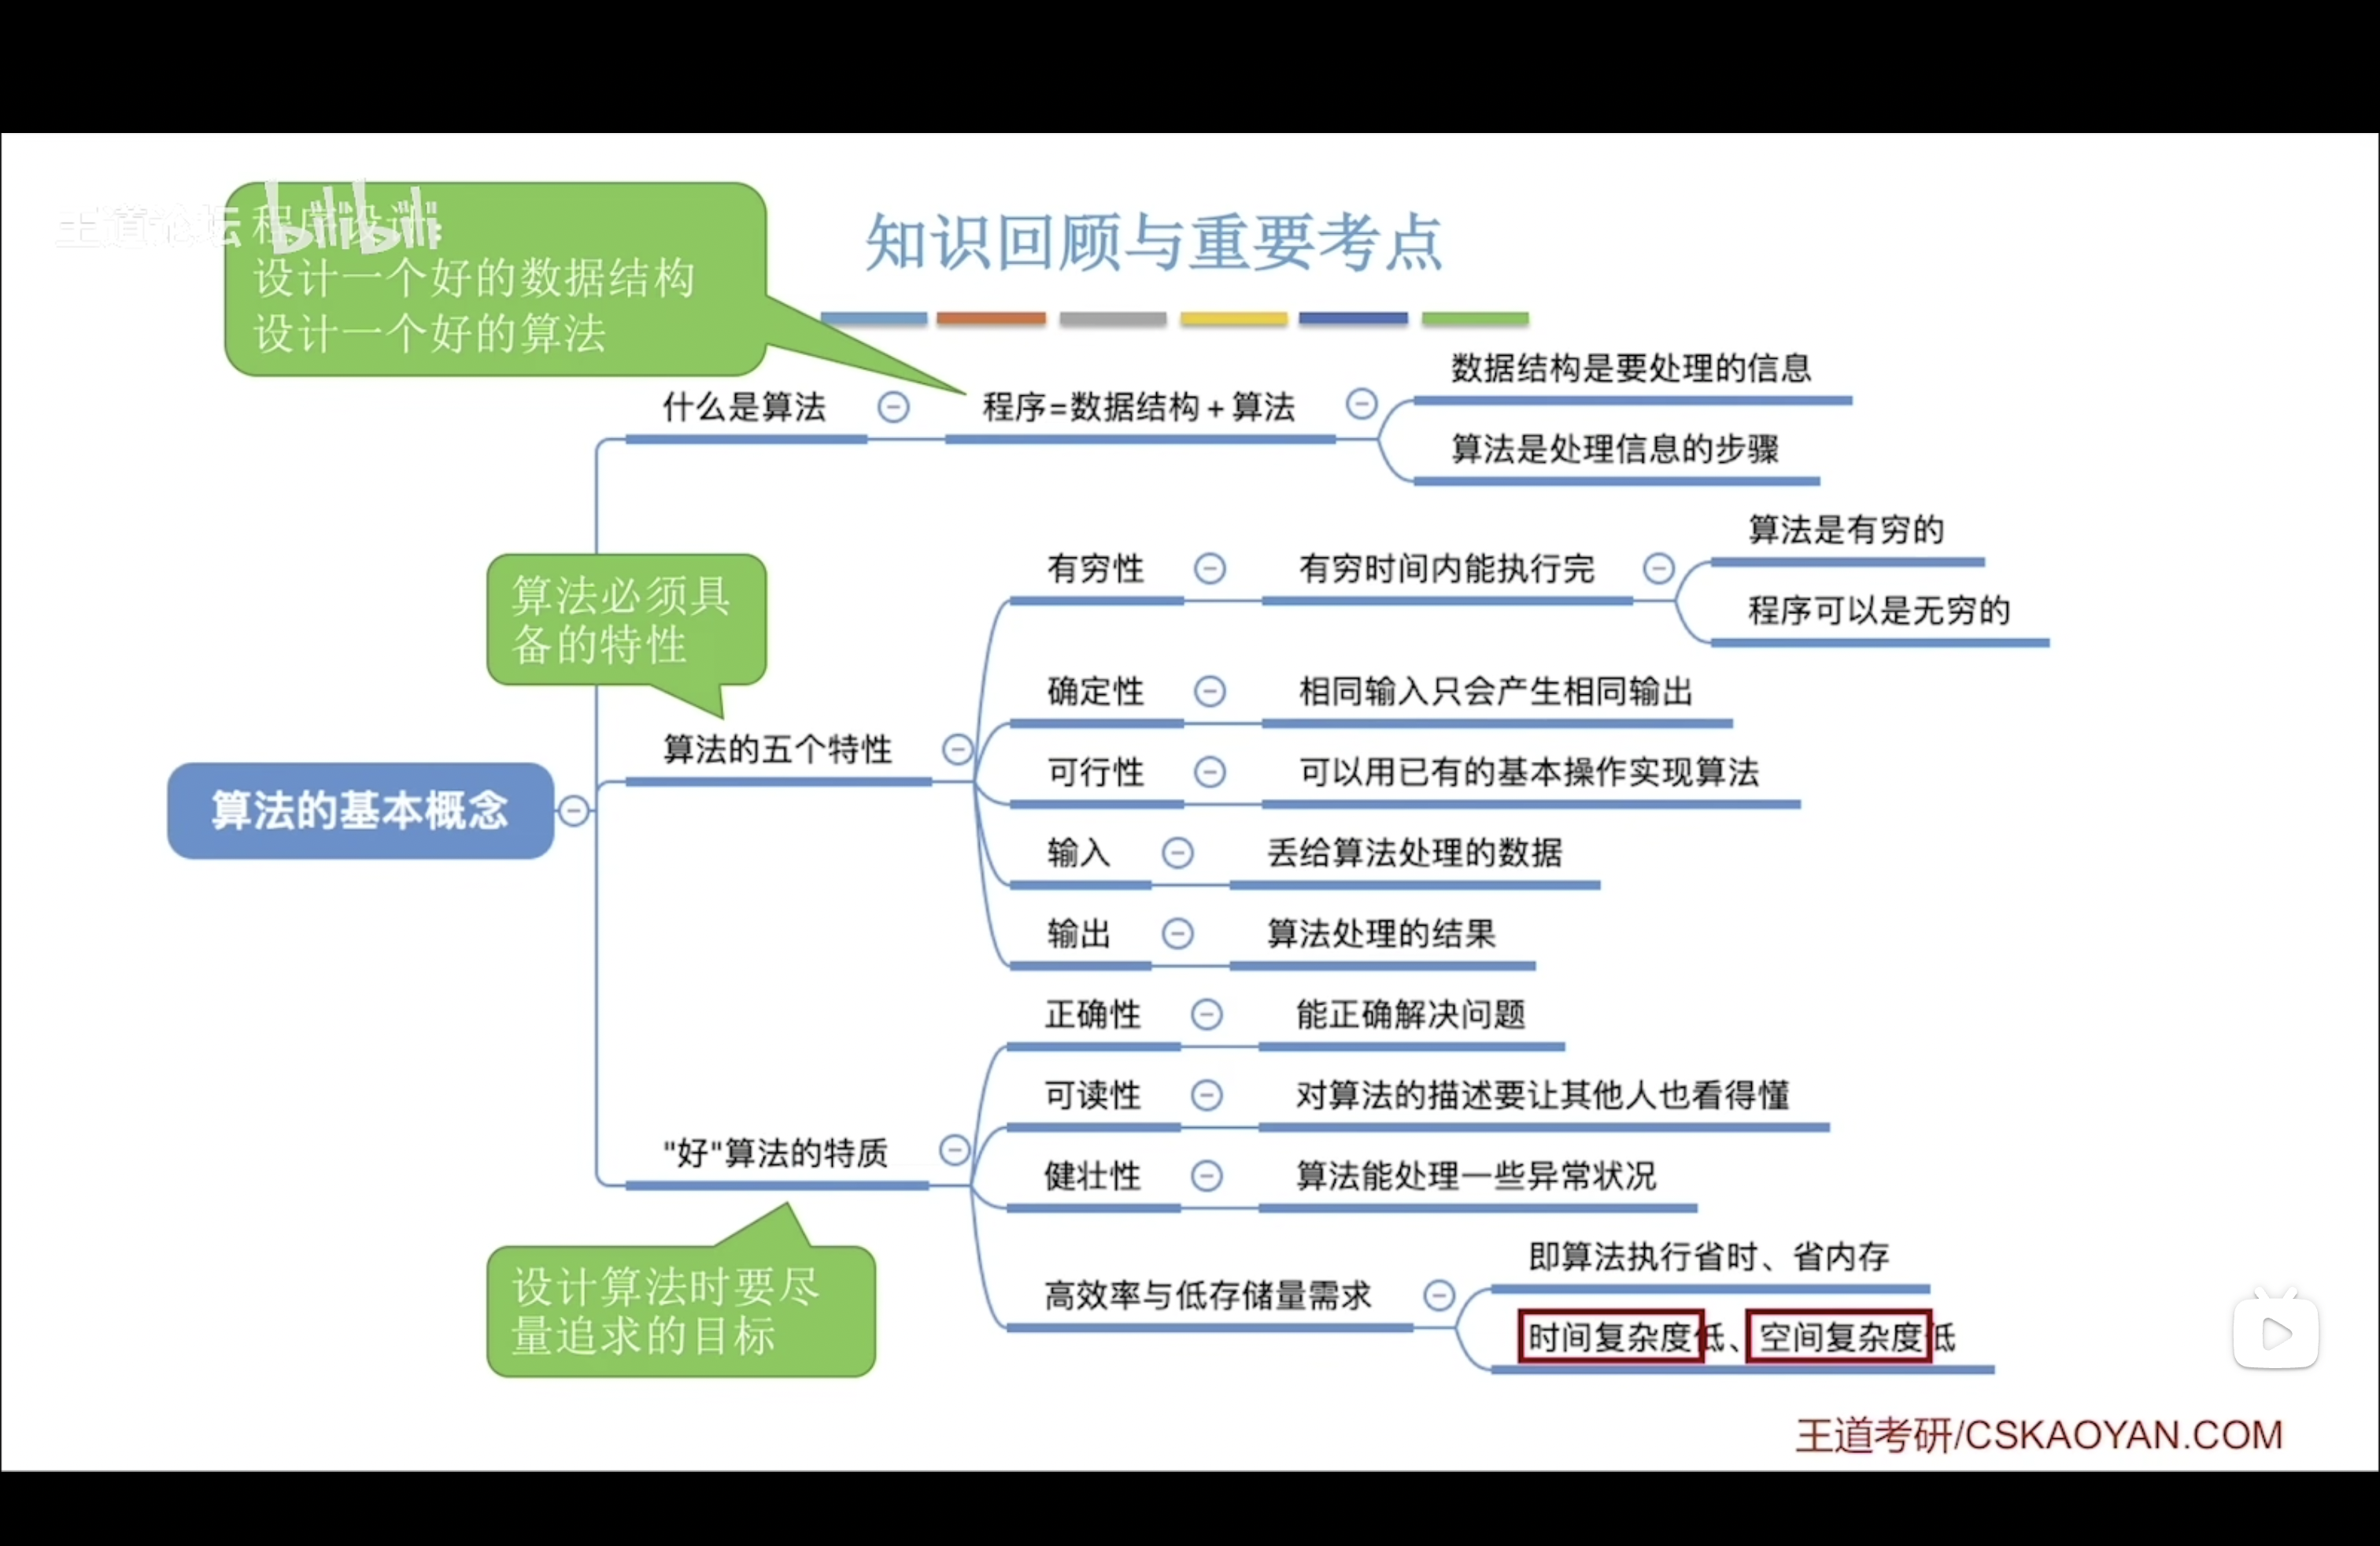 王道论坛
bilibili
程序设计:
设计一个好的数据结构
设计一个好的算法
知识回顾与重要考点
什么是算法
程序=数据结构+算法
数据结构是要处理的信息
算法是处理信息的步骤
算法必须具
备的特性
算法的基本概念
算法的五个特性
有穷性
有穷时间内能执行完
算法是有穷的
程序可以是无穷的
确定性
相同输入只会产生相同输出
可行性
可以用已有的基本操作实现算法
输入
丢给算法处理的数据
输出
算法处理的结果
"好"算法的特质
正确性
能正确解决问题
可读性
对算法的描述要让其他人也看得懂
健壮性
算法能处理一些异常状况
高效率与低存储量需求
即算法执行省时、省内存
时间复杂度低、空间复杂度低
设计算法时要尽
量追求的目标
王道考研/CSKAOYAN.COM